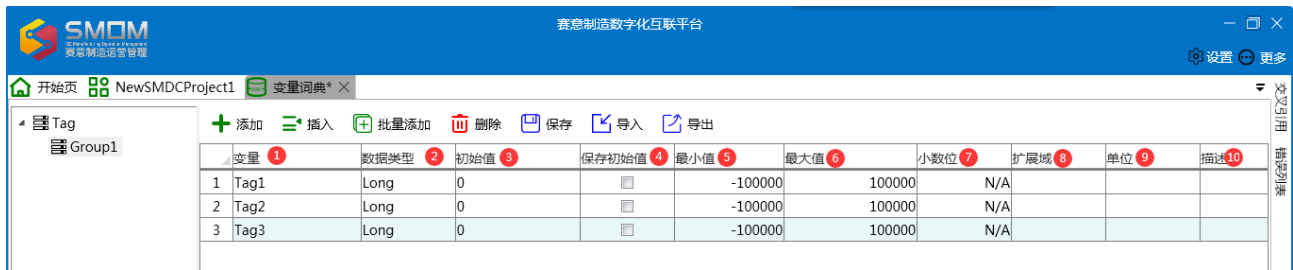 SMOM
赛意制造运营管理
赛意制造数字化互联平台
设置 更多
开始页 NewSMDCProject1 变量词典*
交叉引用
错误列表
Tag
Group1
添加 插入 批量添加 删除 保存 导入 导出
变量 1 数据类型 2 初始值 3 保存初始值 4 最小值 5 最大值 6 小数位 7 扩展域 8 单位 9 描述 10
1 Tag1 Long 0 -100000 100000 N/A
2 Tag2 Long 0 -100000 100000 N/A
3 Tag3 Long 0 -100000 100000 N/A